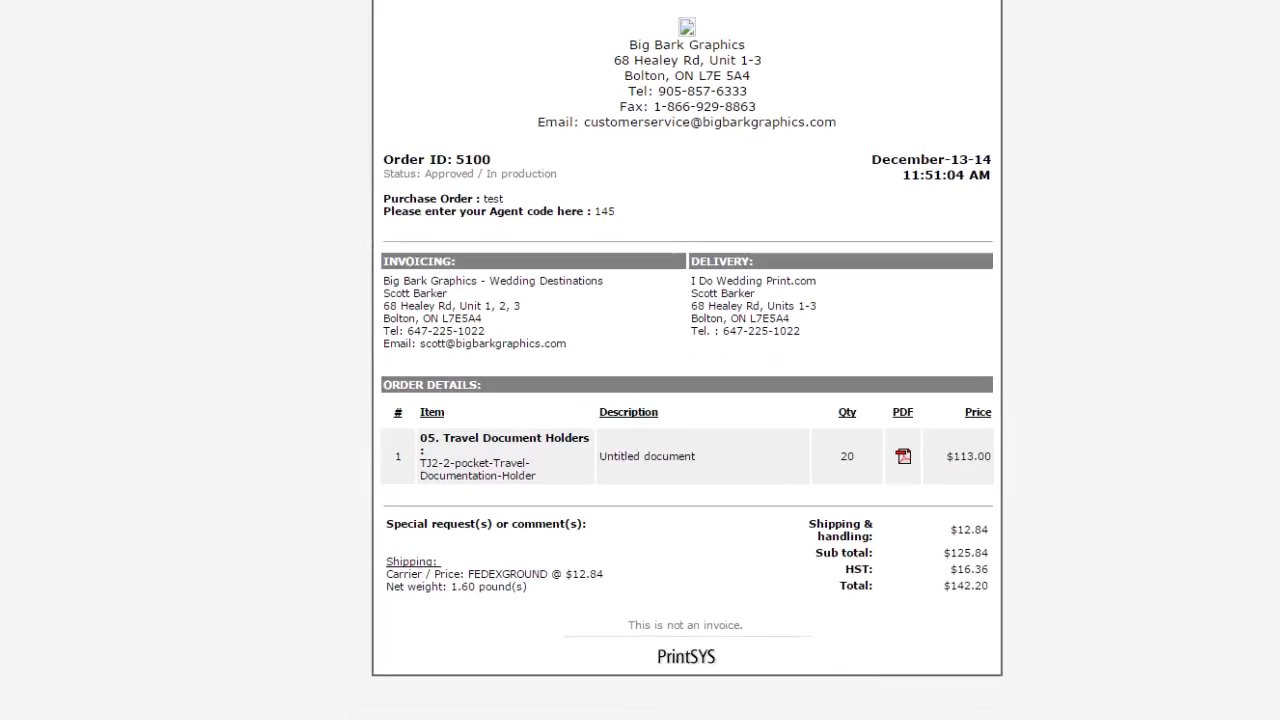 Big Bark Graphics
68 Healey Rd, Unit 1-3
Bolton, ON L7E 5A4
Tel: 905-857-6333
Fax: 1-866-929-8863
Email: customerservice@bigbarkgraphics.com
Order ID: 5100
Status: Approved / In production
December-13-14
11:51:04 AM
Purchase Order : test
Please enter your Agent code here : 145
INVOICING:
Big Bark Graphics - Wedding Destinations
Scott Barker
68 Healey Rd, Unit 1, 2, 3
Bolton, ON L7E5A4
Tel: 647-225-1022
Email: scott@bigbarkgraphics.com
DELIVERY:
I Do Wedding Print.com
Scott Barker
68 Healey Rd, Units 1-3
Bolton, ON L7E5A4
Tel. : 647-225-1022
ORDER DETAILS:
# Item Description Qty PDF Price
1
05. Travel Document Holders
:
TJ2-2-pocket-Travel-
Documentation-Holder
Untitled document
20
$113.00
Special request(s) or comment(s):
Shipping:
Carrier / Price: FEDEXGROUND @ $12.84
Net weight: 1.60 pound(s)
Shipping &
handling: $12.84
Sub total: $125.84
HST: $16.36
Total: $142.20
This is not an invoice.
PrintSYS